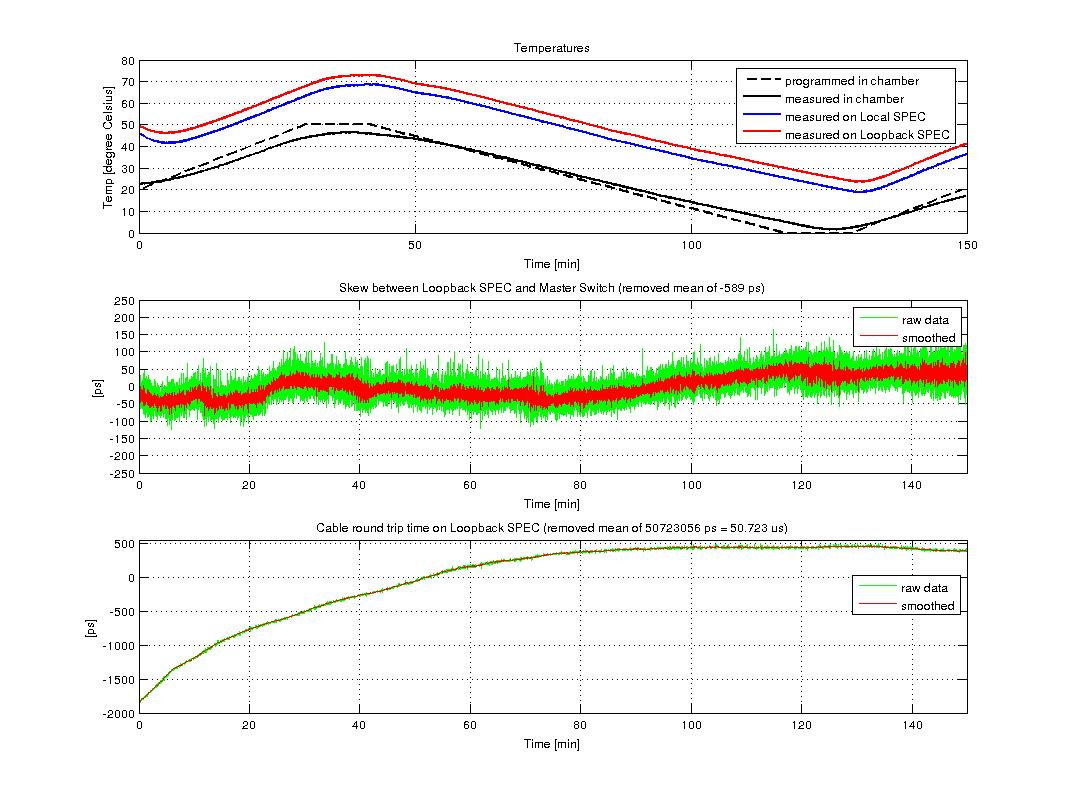 Temperatures
80
70
60
50
40
30
20
10
0
Temp [degree Celsius]
programmed in chamber
measured in chamber
measured on Local SPEC
measured on Loopback SPEC
0
50
100
150
Time [min]
Skew between Loopback SPEC and Master Switch (removed mean of -589 ps)
250
200
150
100
50
0
-50
-100
-150
-200
-250
[ps]
raw data
smoothed
0
20
40
60
80
100
120
140
Time [min]
Cable round trip time on Loopback SPEC (removed mean of 50723056 ps = 50.723 us)
500
0
-500
-1000
-1500
-2000
[ps]
raw data
smoothed
0
20
40
60
80
100
120
140
Time [min]